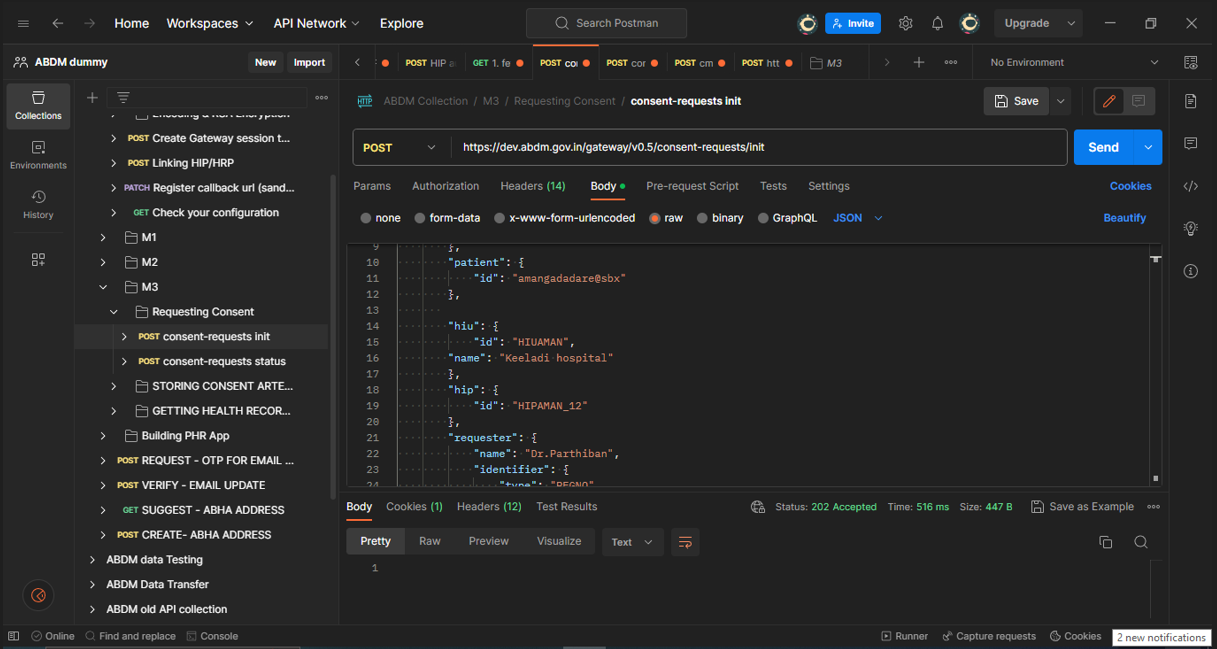 Home Workspaces API Network Explore Search Postman Invite Upgrade
ABDM dummy New Import POST HIP a GET 1. fe POST co POST cor POST cm POST htt M3 No Environment
Collections
Environments
History
Encoding & RSA Encryption
POST Create Gateway session t...
POST Linking HIP/HRP
PATCH Register callback url (sand...
GET Check your configuration
M1
M2
M3
Requesting Consent
POST consent-requests init
POST consent-requests status
STORING CONSENT ARTE...
GETTING HEALTH RECOR...
Building PHR App
POST REQUEST - OTP FOR EMAIL ...
POST VERIFY - EMAIL UPDATE
GET SUGGEST - ABHA ADDRESS
POST CREATE- ABHA ADDRESS
ABDM data Testing
ABDM Data Transfer
ABDM old API collection
HTTP ABDM Collection / M3 / Requesting Consent / consent-requests init Save
POST https://dev.abdm.gov.in/gateway/v0.5/consent-requests/init Send
Params Authorization Headers (14) Body Pre-request Script Tests Settings Cookies
none form-data x-www-form-urlencoded raw binary GraphQL JSON Beautify
9 },
10 "patient": {
11 "id": "amangadadare@sbx"
12 },
13
14 "hiu": {
15 "id": "HIUAMAN",
16 "name": "Keeladi hospital"
17 },
18 "hip": {
19 "id": "HIPAMAN_12"
20 },
21 "requester": {
22 "name": "Dr.Parthiban",
23 "identifier": {
24 "type": "REGNO"
Body Cookies (1) Headers (12) Test Results Status: 202 Accepted Time: 516 ms Size: 447 B Save as Example
Pretty Raw Preview Visualize Text
1
Online Find and replace Console Runner Capture requests Cookies 2 new notifications